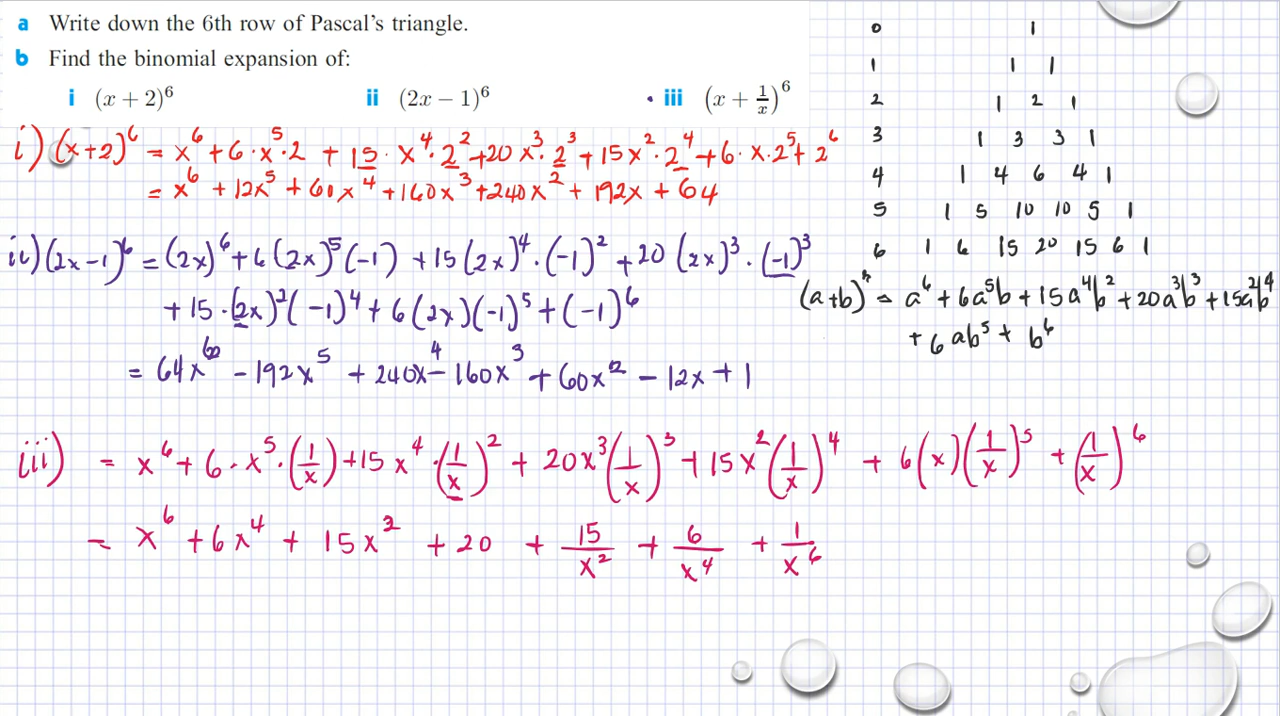 a Write down the 6th row of Pascal's triangle.
b Find the binomial expansion of:
i (x + 2)^6 ii (2x − 1)^6 iii (x + 1/x)^6
0 1
1 1 1
2 1 2 1
3 1 3 3 1
4 1 4 6 4 1
5 1 5 10 10 5 1
6 1 6 15 20 15 6 1
(a+b)^n = a^6 + 6a^5b + 15a^4b^2 + 20a^3b^3 + 15a^2b^4
+ 6ab^5 + b^6
i) (x+2)^6 = x^6 + 6·x^5·2 + 15·x^4·2^2 + 20x^3·2^3 + 15x^2·2^4 + 6·x·2^5 + 2^6
= x^6 + 12x^5 + 60x^4 + 160x^3 + 240x^2 + 192x + 64
ii) (2x-1)^6 = (2x)^6 + 6(2x)^5(-1) + 15(2x)^4·(-1)^2 + 20(2x)^3·(-1)^3
+ 15·(2x)^2(-1)^4 + 6(2x)(-1)^5 + (-1)^6
= 64x^6 - 192x^5 + 240x^4 - 160x^3 + 60x^2 - 12x + 1
iii) = x^6 + 6·x^5·(1/x) + 15x^4·(1/x)^2 + 20x^3(1/x)^3 + 15x^2(1/x)^4 + 6(x)(1/x)^5 + (1/x)^6
= x^6 + 6x^4 + 15x^2 + 20 + 15/x^2 + 6/x^4 + 1/x^6